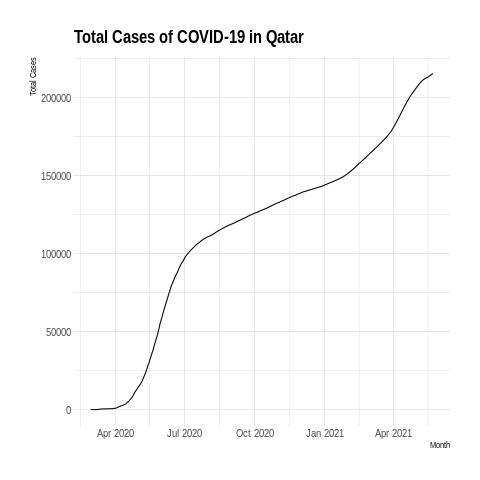 Total Cases of COVID-19 in Qatar
Total Cases
200000
150000
100000
50000
0
Apr 2020 Jul 2020 Oct 2020 Jan 2021 Apr 2021
Month